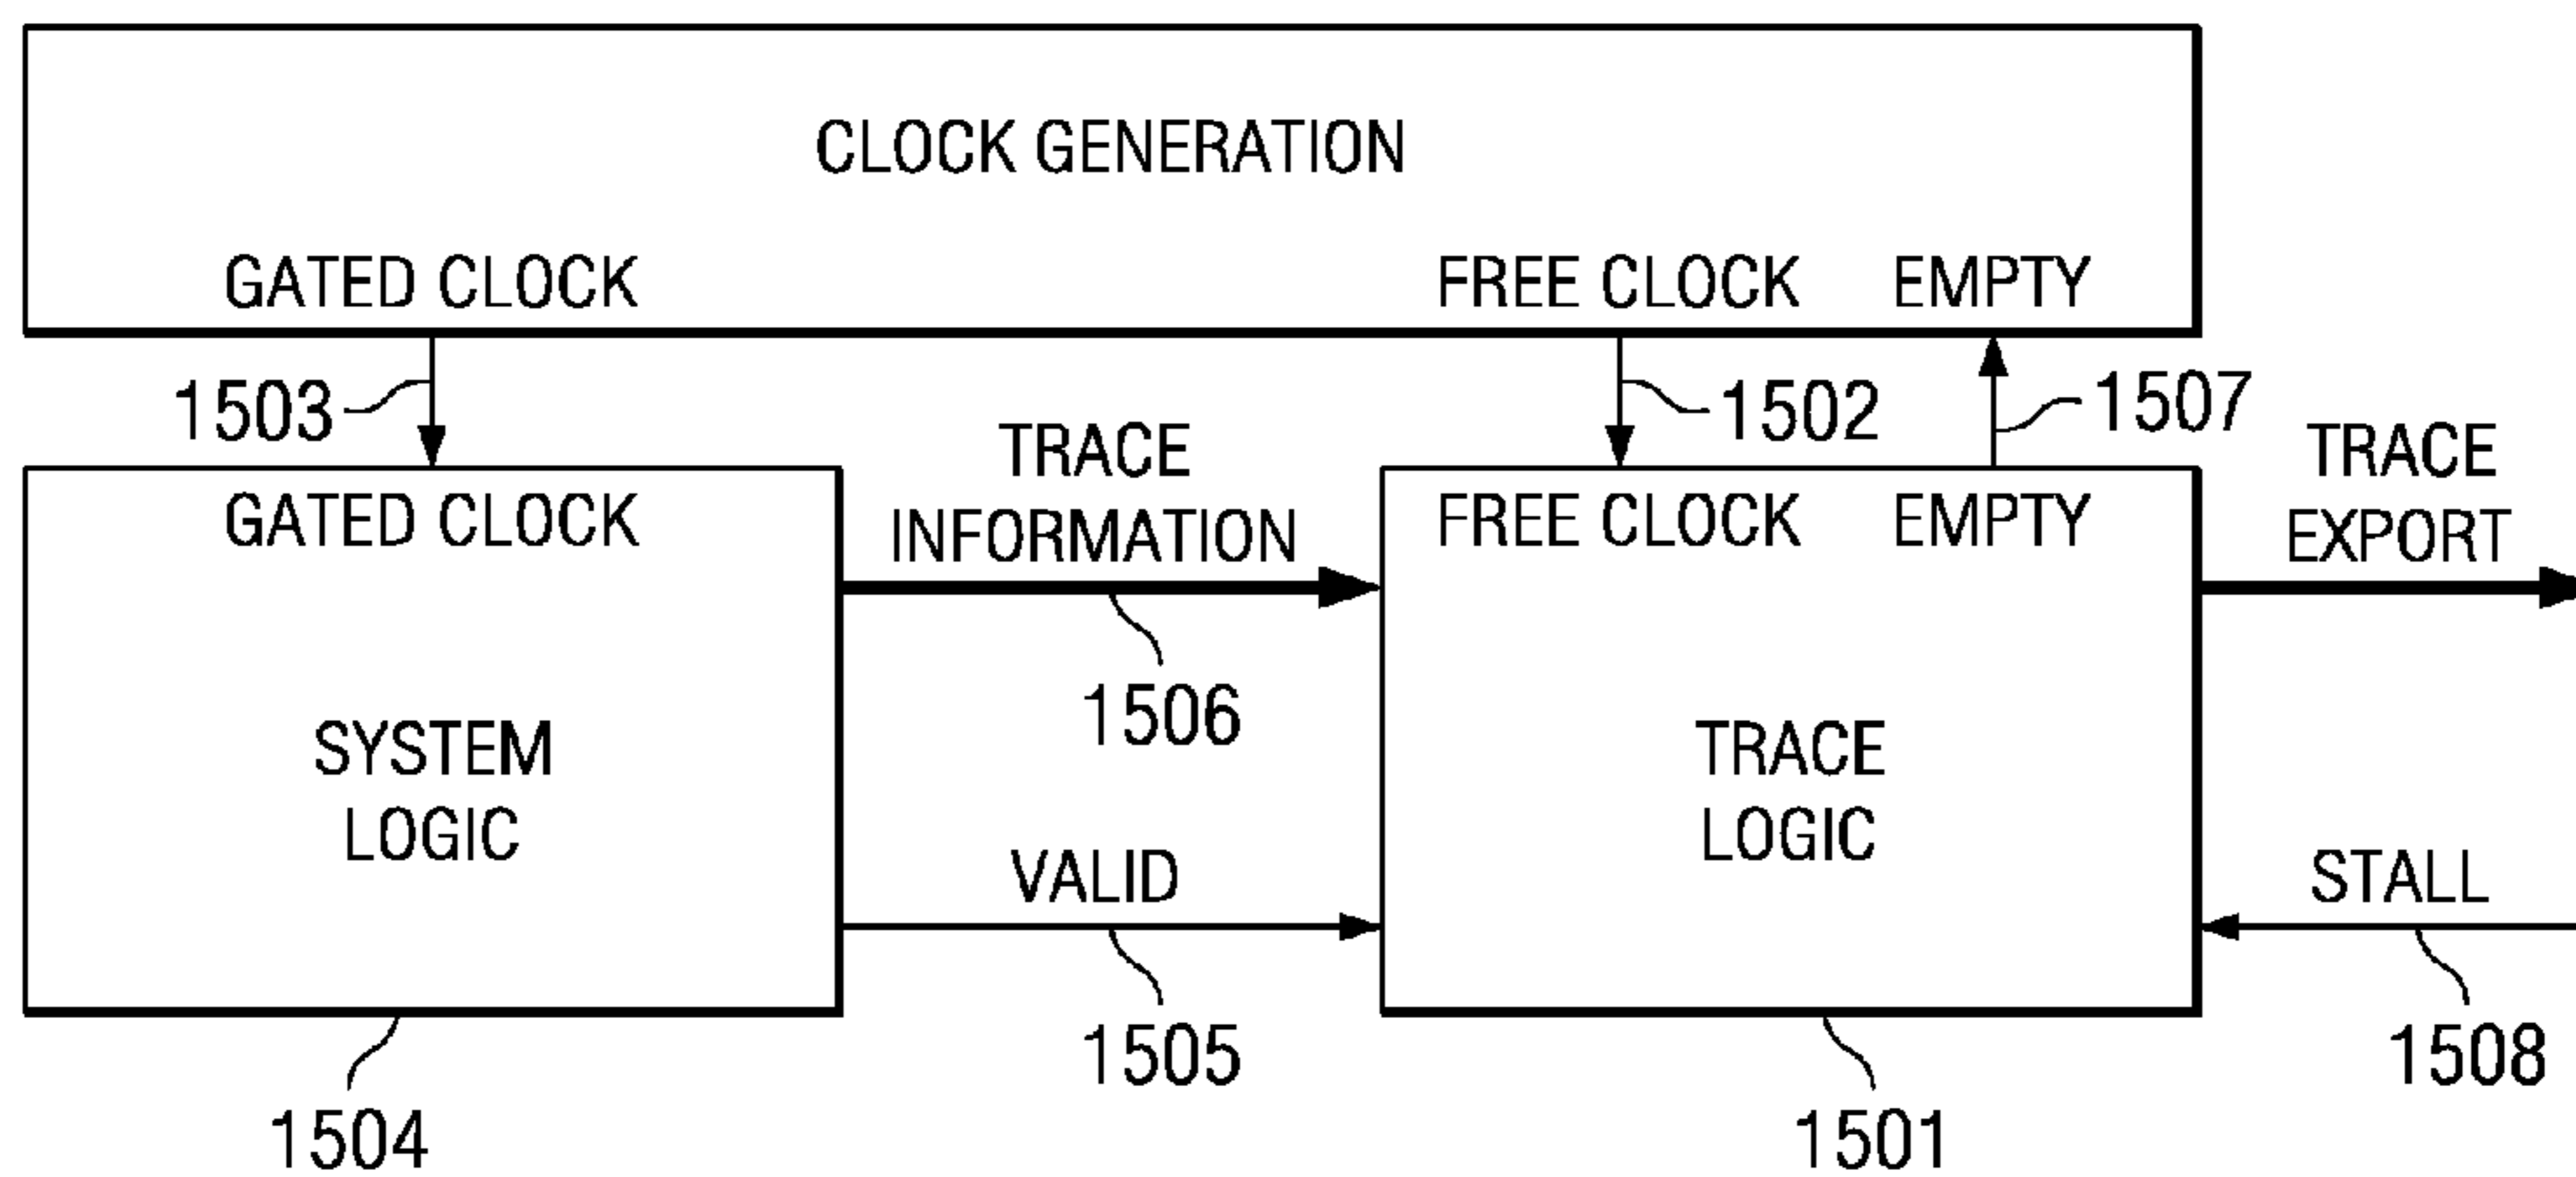 CLOCK GENERATION
GATED CLOCK
FREE CLOCK
EMPTY
1503
1502
1507
TRACE
INFORMATION
TRACE
EXPORT
GATED CLOCK
FREE CLOCK
EMPTY
1506
SYSTEM
LOGIC
TRACE
LOGIC
VALID
STALL
1505
1508
1504
1501